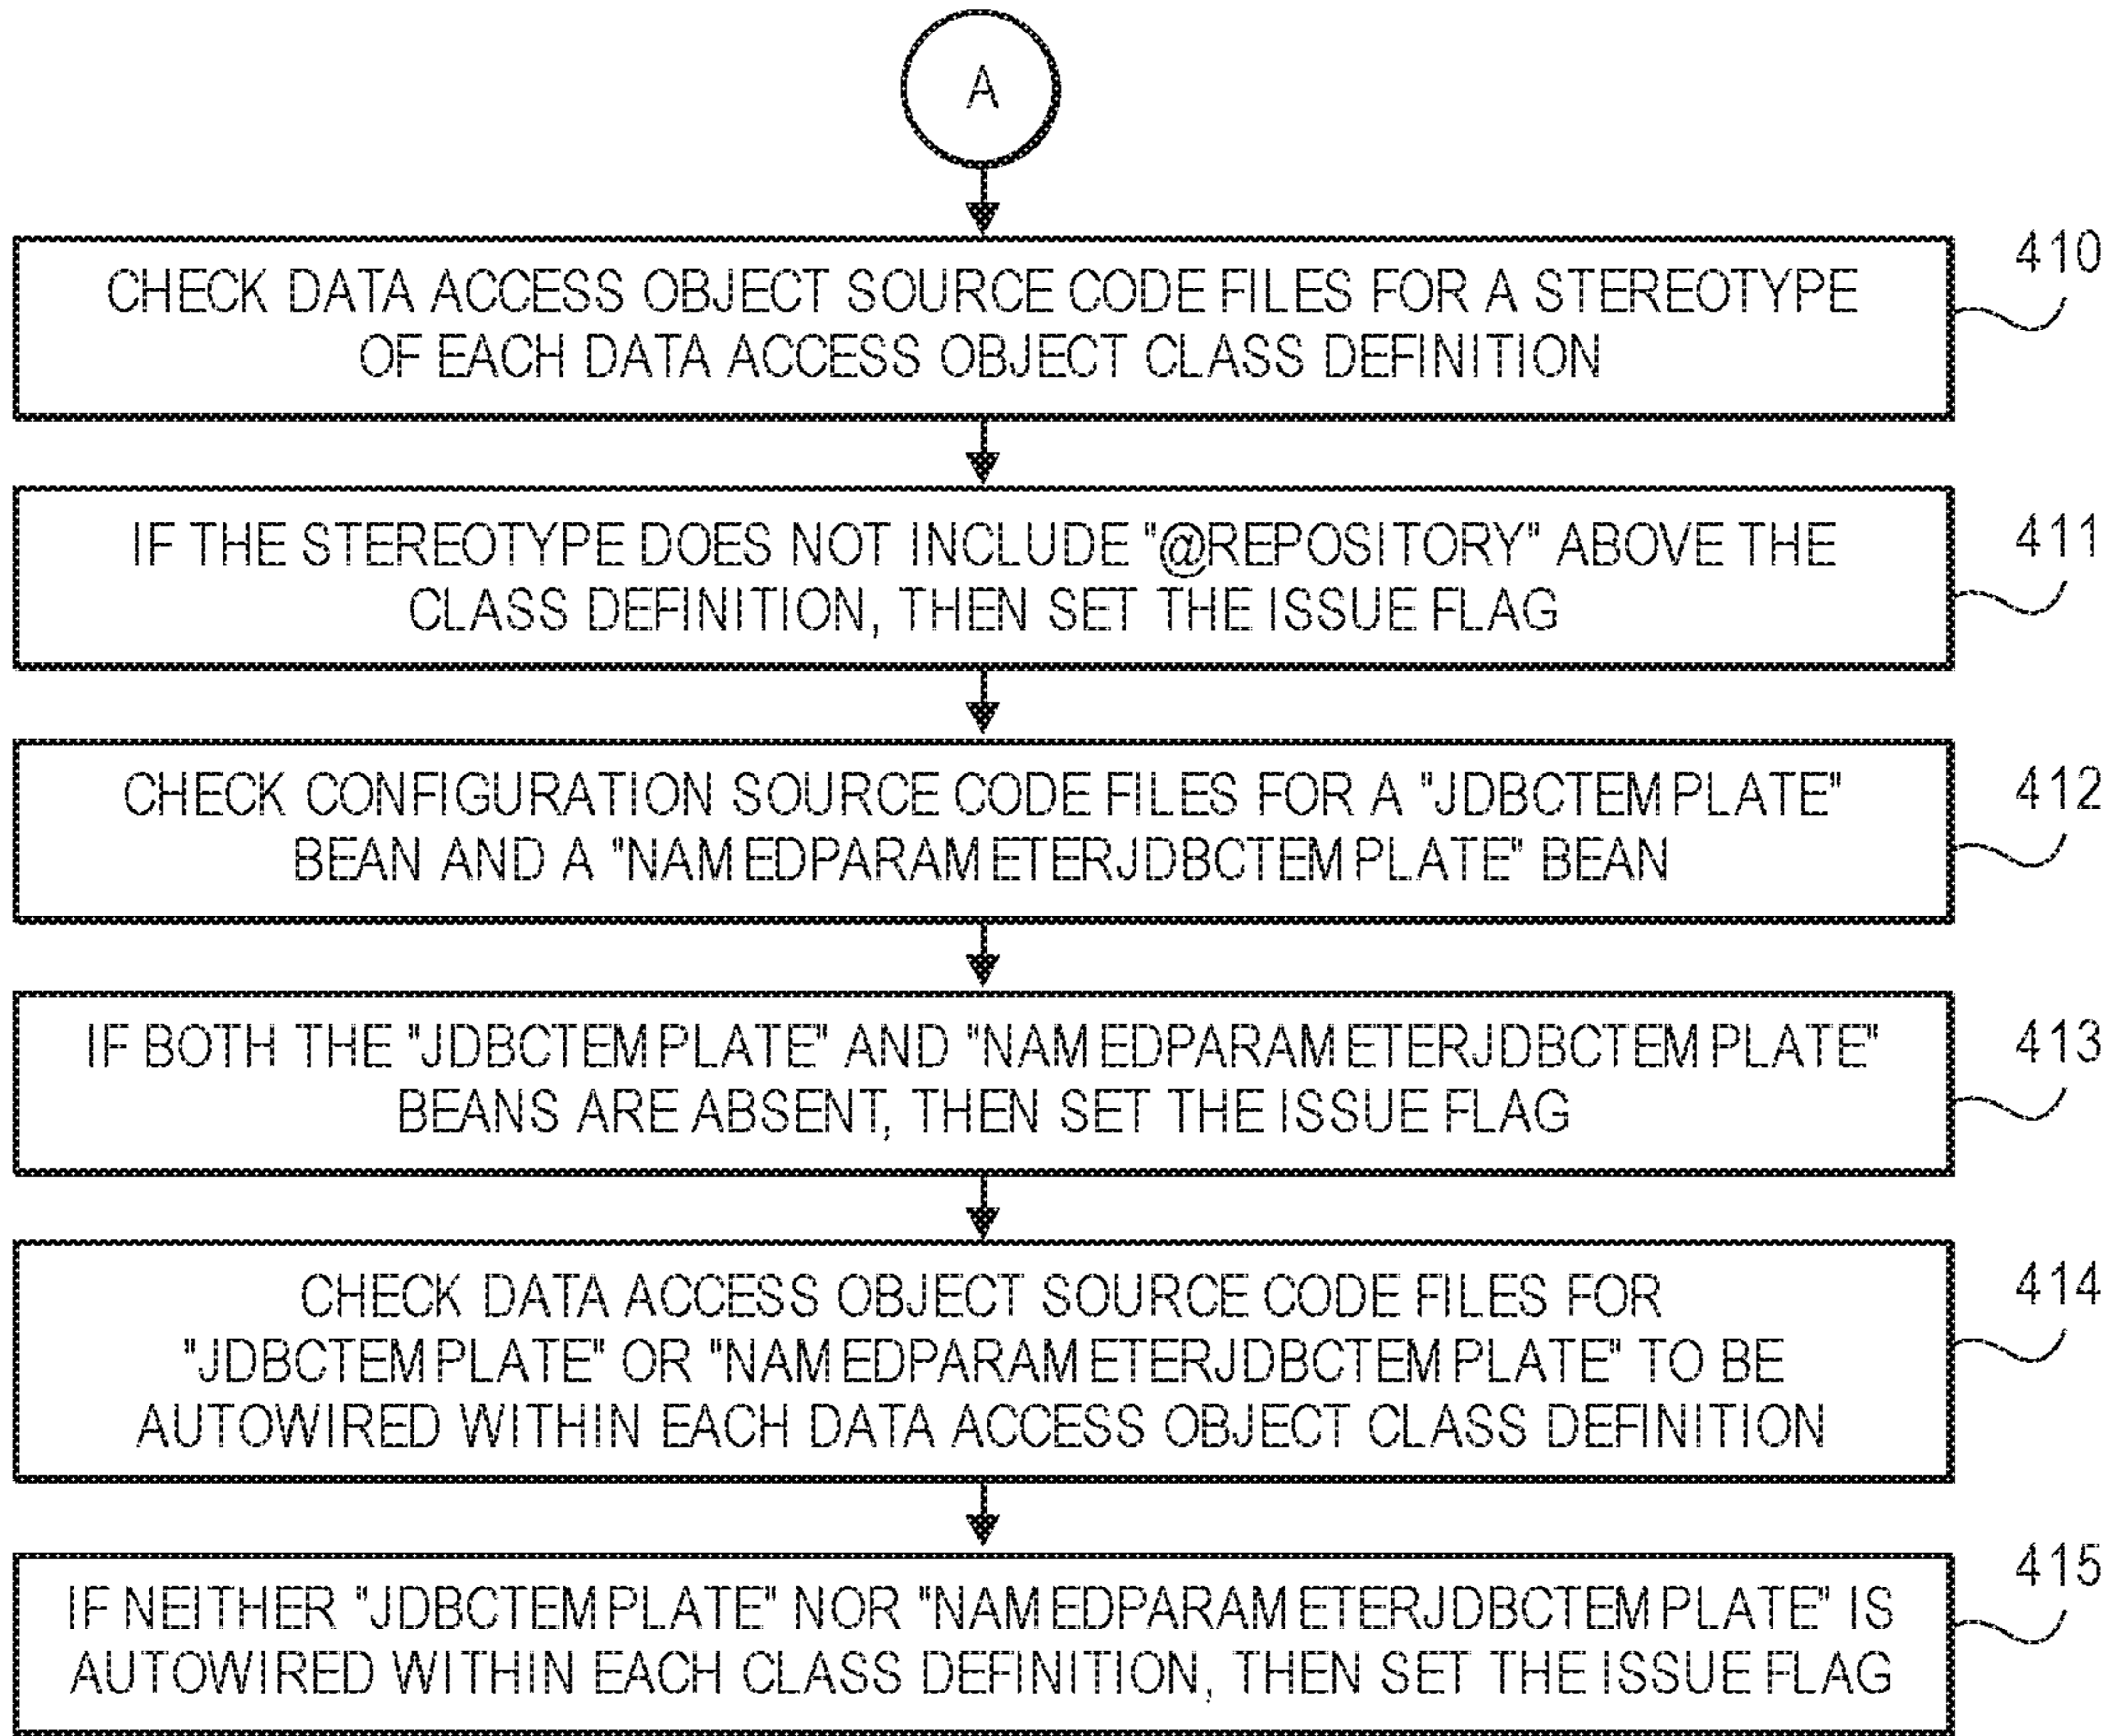 A
CHECK DATA ACCESS OBJECT SOURCE CODE FILES FOR A STEREOTYPE
OF EACH DATA ACCESS OBJECT CLASS DEFINITION
410
IF THE STEREOTYPE DOES NOT INCLUDE "@REPOSITORY" ABOVE THE
CLASS DEFINITION, THEN SET THE ISSUE FLAG
411
CHECK CONFIGURATION SOURCE CODE FILES FOR A "JDBCTEMPLATE"
BEAN AND A "NAMEDPARAMETERJDBCTEMPLATE" BEAN
412
IF BOTH THE "JDBCTEMPLATE" AND "NAMEDPARAMETERJDBCTEMPLATE"
BEANS ARE ABSENT, THEN SET THE ISSUE FLAG
413
CHECK DATA ACCESS OBJECT SOURCE CODE FILES FOR
"JDBCTEMPLATE" OR "NAMEDPARAMETERJDBCTEMPLATE" TO BE
AUTOWIRED WITHIN EACH DATA ACCESS OBJECT CLASS DEFINITION
414
IF NEITHER "JDBCTEMPLATE" NOR "NAMEDPARAMETERJDBCTEMPLATE" IS
AUTOWIRED WITHIN EACH CLASS DEFINITION, THEN SET THE ISSUE FLAG
415